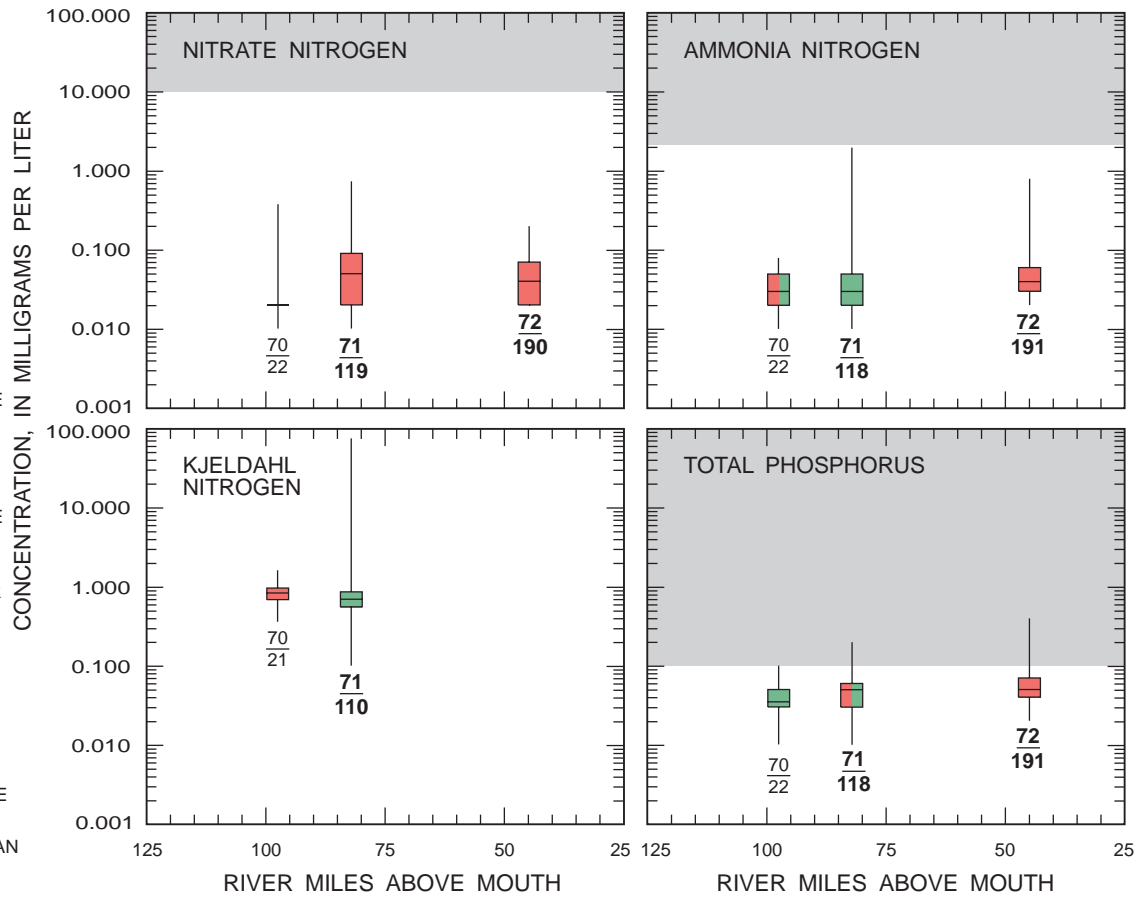 CONCENTRATION, IN MILLIGRAMS PER LITER
100.000
10.000
1.000
0.100
0.010
0.001
NITRATE NITROGEN
70
22
71
119
72
190
AMMONIA NITROGEN
70
22
71
118
72
191
100.000
10.000
1.000
0.100
0.010
0.001
KJELDAHL
NITROGEN
70
21
71
110
TOTAL PHOSPHORUS
70
22
71
118
72
191
125 100 75 50 25
125 100 75 50 25
RIVER MILES ABOVE MOUTH
RIVER MILES ABOVE MOUTH
E
AN